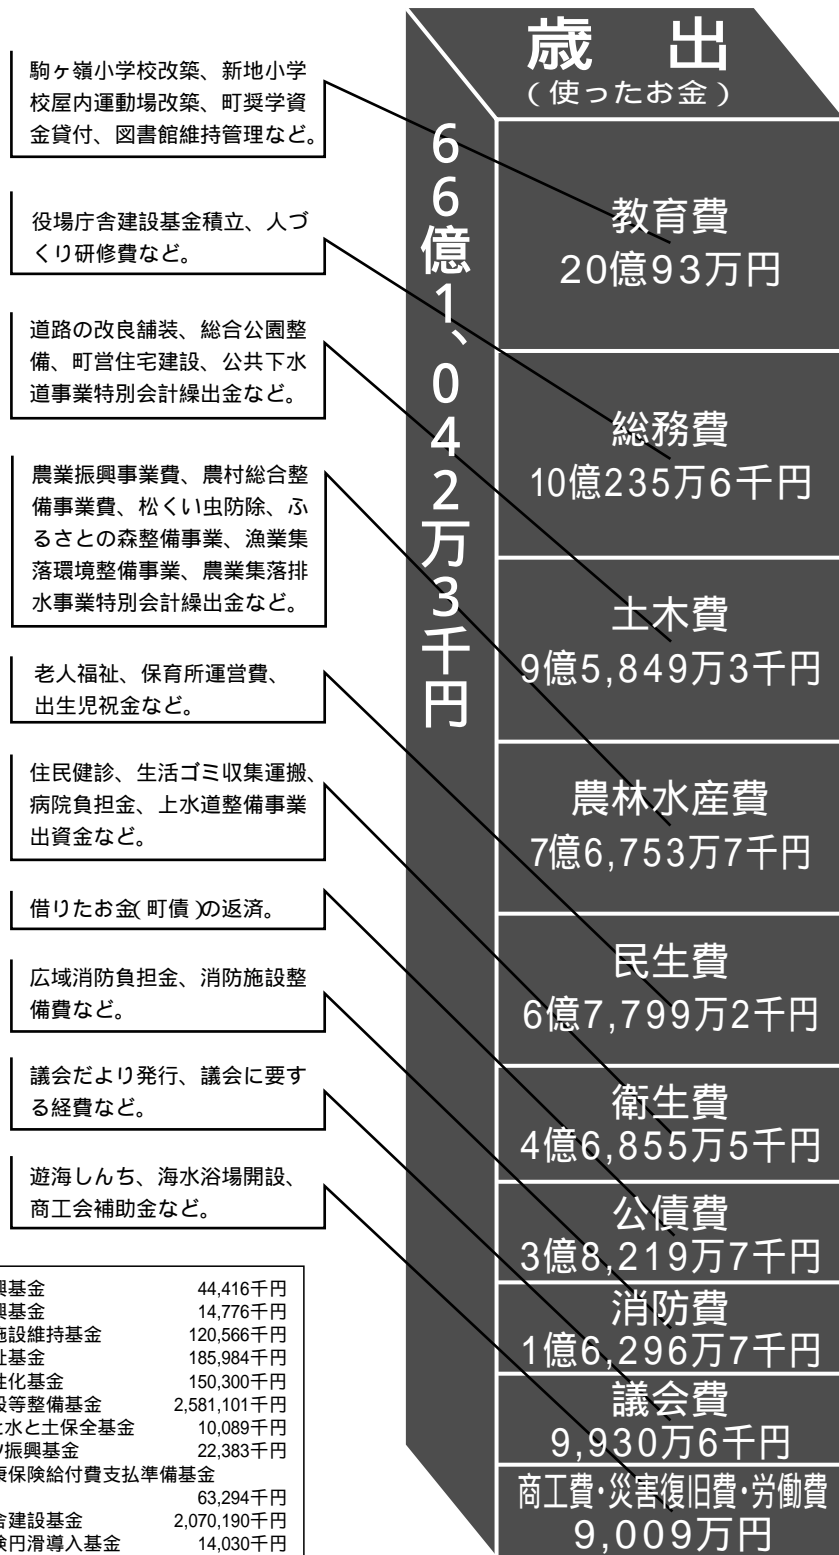 歳出
(使ったお金)
66億1、042万3千円
駒ヶ嶺小学校改築、新地小学
校屋内運動場改築、町奨学資
金貸付、図書館維持管理など。
教育費
20億93万円
役場庁舎建設基金積立、人づ
くり研修費など。
総務費
10億235万6千円
道路の改良舗装、総合公園整
備、町営住宅建設、公共下水
道事業特別会計繰出金など。
土木費
9億5,849万3千円
農業振興事業費、農村総合整
備事業費、松くい虫防除、ふ
るさとの森整備事業、漁業集
落環境整備事業、農業集落排
水事業特別会計繰出金など。
農林水産費
7億6,753万7千円
老人福祉、保育所運営費、
出生児祝金など。
民生費
6億7,799万2千円
住民健診、生活ゴミ収集運搬、
病院負担金、上水道整備事業
出資金など。
衛生費
4億6,855万5千円
借りたお金(町債)の返済。
公債費
3億8,219万7千円
広域消防負担金、消防施設整
備費など。
消防費
1億6,296万7千円
議会だより発行、議会に要す
る経費など。
議会費
9,930万6千円
遊海しんち、海水浴場開設、
商工会補助金など。
商工費・災害復旧費・労働費
9,009万円
興基金 44,416千円
興基金 14,776千円
施設維持基金 120,566千円
祉基金 185,984千円
性化基金 150,300千円
設等整備基金 2,581,101千円
と水と土保全基金 10,089千円
ツ振興基金 22,383千円
康保険給付費支払準備基金
63,294千円
舎建設基金 2,070,190千円
険円滑導入基金 14,030千円